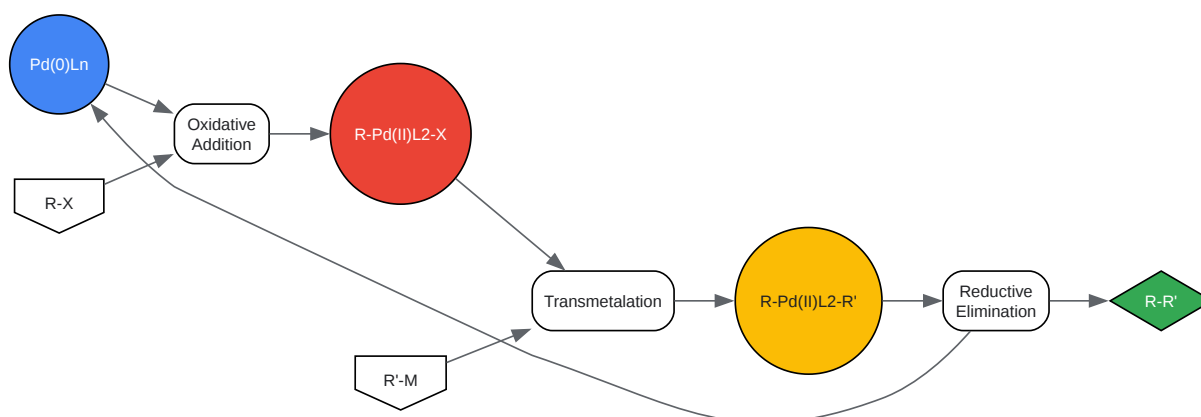 Pd(0)Ln
Oxidative
Addition
R-Pd(II)L2-X
R-X
Transmetalation
R-Pd(II)L2-R'
Reductive
Elimination
R-R'
R'-M